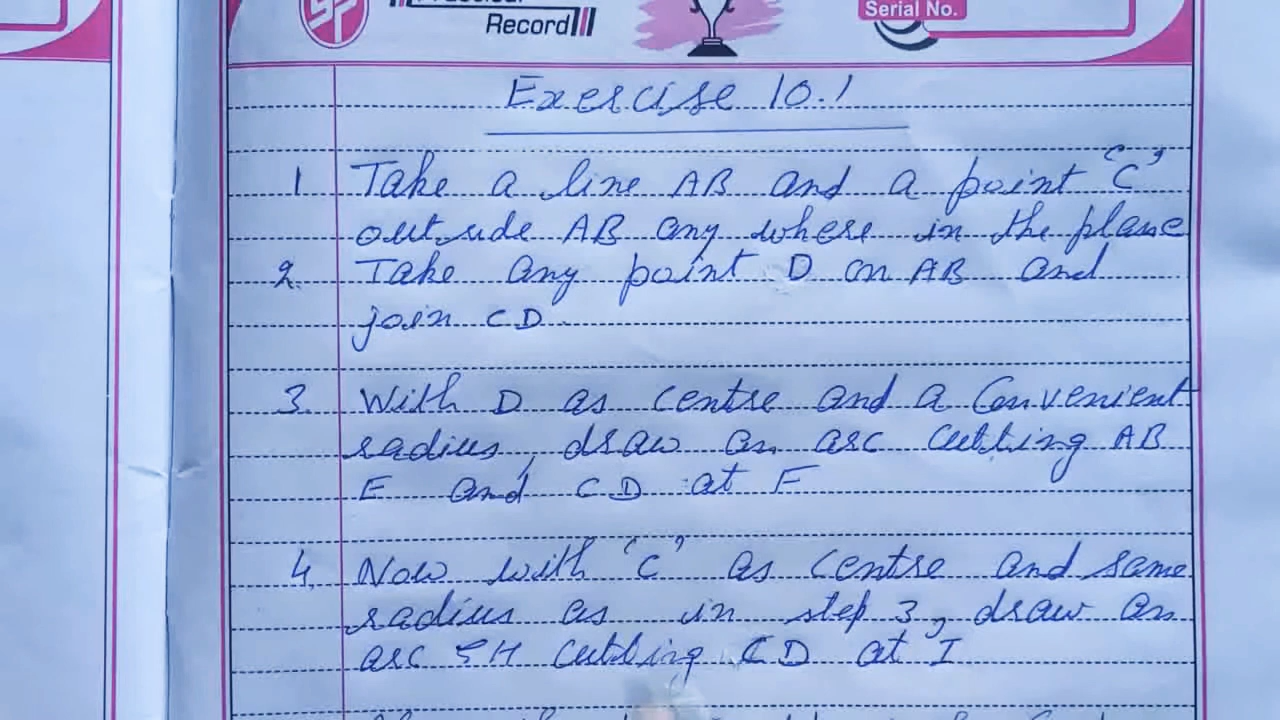 Practical
Record
Serial No.
Exercise 10.1
1 Take a line AB and a point 'C'
outside AB any where in the plane
2. Take any point D on AB and
join CD.
3. With D as centre and a Convenient
radius, draw an arc cutting AB
E and CD at F
4. Now with 'C' as centre and same
radius as in step 3, draw an
arc GH cutting CD at I